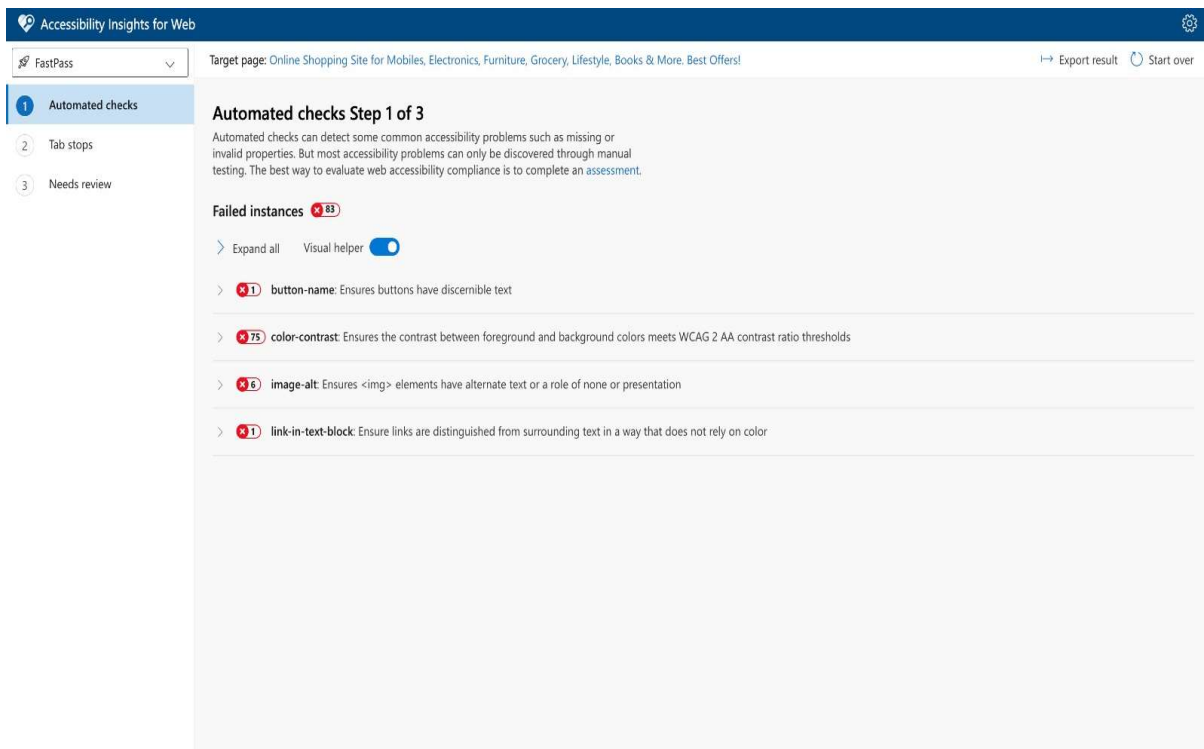 Accessibility Insights for Web
FastPass
Target page: Online Shopping Site for Mobiles, Electronics, Furniture, Grocery, Lifestyle, Books & More. Best Offers!
Export result
Start over
1 Automated checks
2 Tab stops
3 Needs review
Automated checks Step 1 of 3
Automated checks can detect some common accessibility problems such as missing or
invalid properties. But most accessibility problems can only be discovered through manual
testing. The best way to evaluate web accessibility compliance is to complete an assessment.
Failed instances 83
Expand all
Visual helper
1 button-name: Ensures buttons have discernible text
75 color-contrast: Ensures the contrast between foreground and background colors meets WCAG 2 AA contrast ratio thresholds
6 image-alt: Ensures <img> elements have alternate text or a role of none or presentation
1 link-in-text-block: Ensure links are distinguished from surrounding text in a way that does not rely on color